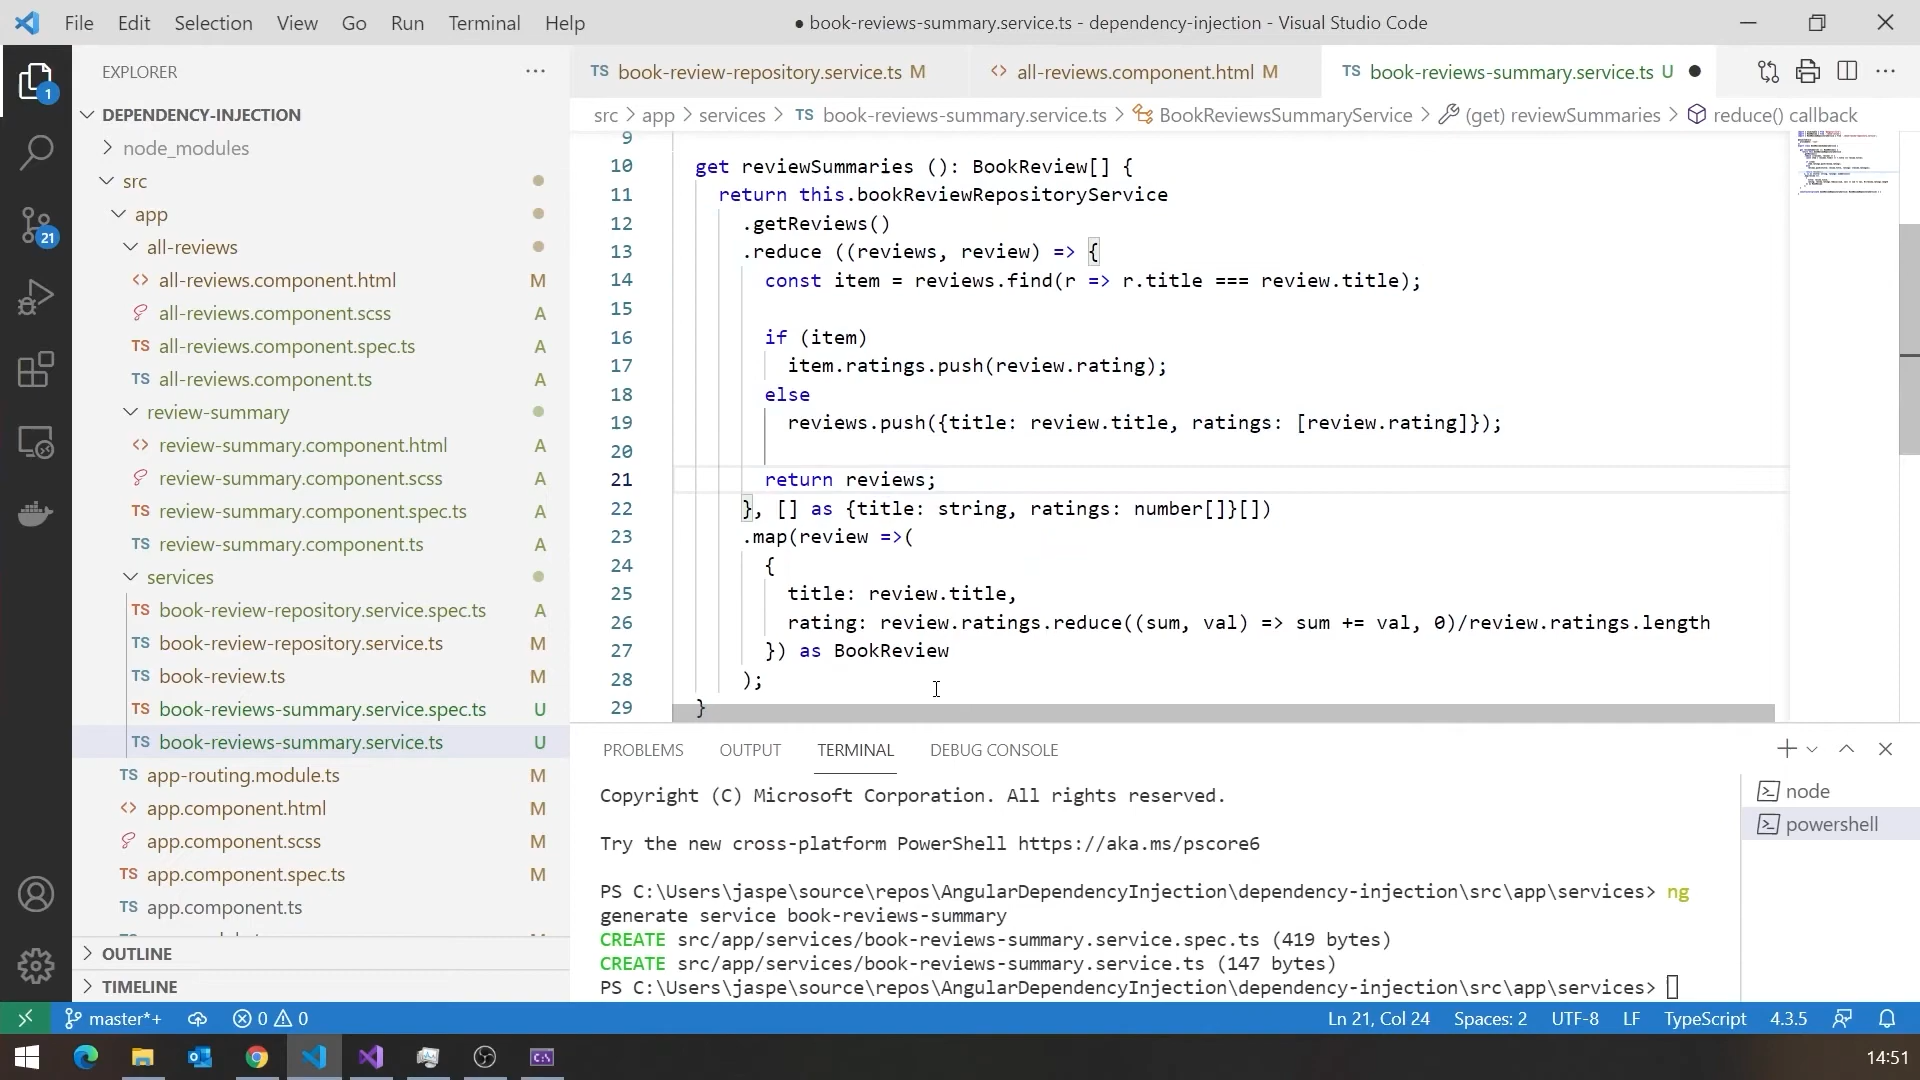 File Edit Selection View Go Run Terminal Help
● book-reviews-summary.service.ts - dependency-injection - Visual Studio Code
EXPLORER
DEPENDENCY-INJECTION
node_modules
src
app
all-reviews
all-reviews.component.html M
all-reviews.component.scss A
TS all-reviews.component.spec.ts A
TS all-reviews.component.ts A
review-summary
review-summary.component.html A
review-summary.component.scss A
TS review-summary.component.spec.ts A
TS review-summary.component.ts A
services
TS book-review-repository.service.spec.ts A
TS book-review-repository.service.ts M
TS book-review.ts M
TS book-reviews-summary.service.spec.ts U
TS book-reviews-summary.service.ts U
TS app-routing.module.ts M
app.component.html M
app.component.scss M
TS app.component.spec.ts M
TS app.component.ts
OUTLINE
TIMELINE
1
21
TS book-review-repository.service.ts M
<> all-reviews.component.html M
TS book-reviews-summary.service.ts U ●
src > app > services > TS book-reviews-summary.service.ts > BookReviewsSummaryService > (get) reviewSummaries > reduce() callback
9
10 get reviewSummaries (): BookReview[] {
11 return this.bookReviewRepositoryService
12 .getReviews()
13 .reduce ((reviews, review) => {
14 const item = reviews.find(r => r.title === review.title);
15
16 if (item)
17 item.ratings.push(review.rating);
18 else
19 reviews.push({title: review.title, ratings: [review.rating]});
20
21 return reviews;
22 }, [] as {title: string, ratings: number[]}[])
23 .map(review =>(
24 {
25 title: review.title,
26 rating: review.ratings.reduce((sum, val) => sum += val, 0)/review.ratings.length
27 }) as BookReview
28 );
29 }
PROBLEMS OUTPUT TERMINAL DEBUG CONSOLE
Copyright (C) Microsoft Corporation. All rights reserved.
Try the new cross-platform PowerShell https://aka.ms/pscore6
PS C:\Users\jaspe\source\repos\AngularDependencyInjection\dependency-injection\src\app\services> ng
generate service book-reviews-summary
CREATE src/app/services/book-reviews-summary.service.spec.ts (419 bytes)
CREATE src/app/services/book-reviews-summary.service.ts (147 bytes)
PS C:\Users\jaspe\source\repos\AngularDependencyInjection\dependency-injection\src\app\services>
node
powershell
master*+ 0 0
Ln 21, Col 24 Spaces: 2 UTF-8 LF TypeScript 4.3.5
14:51